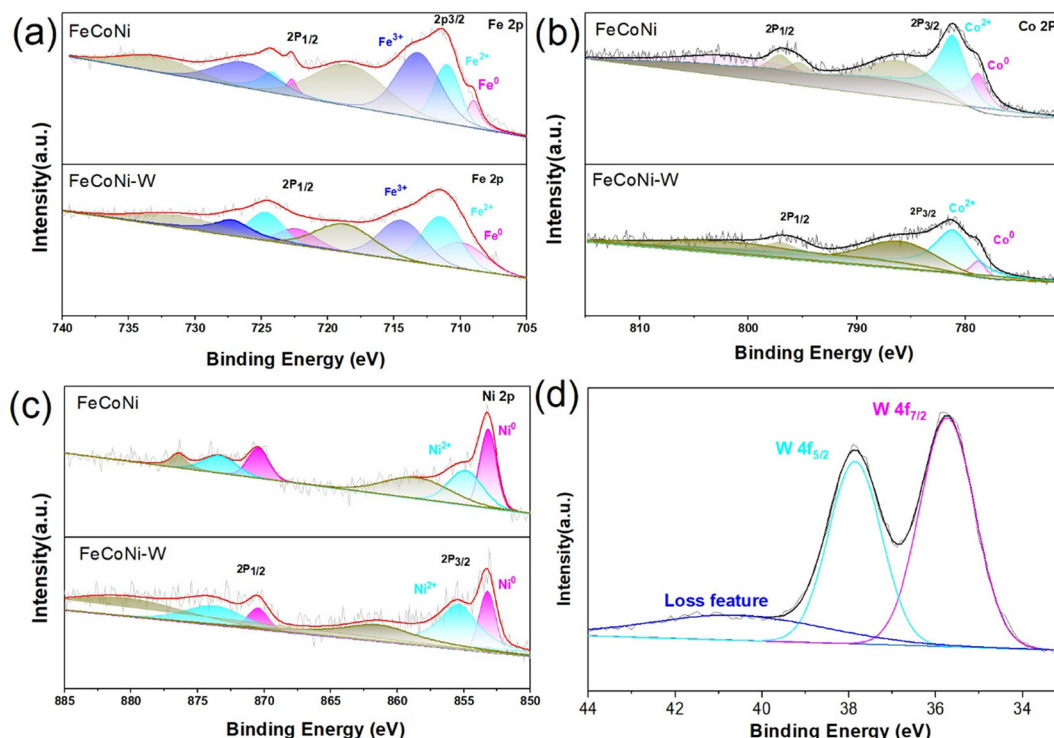 (a)
FeCoNi
2P1/2
2p3/2
Fe 2p
Fe3+
Fe2+
Fe0
FeCoNi-W
2P1/2
Fe 2p
Fe3+
Fe2+
Fe0
Intensity(a.u.)
740 735 730 725 720 715 710 705
Binding Energy (eV)
(b)
FeCoNi
2P1/2
2P3/2
Co2+
Co 2P
Co0
FeCoNi-W
2P1/2
2P3/2
Co2+
Co0
Intensity(a.u.)
810 800 790 780
Binding Energy (eV)
(c)
FeCoNi
Ni 2p
Ni2+
Ni0
FeCoNi-W
2P1/2
2P3/2
Ni2+
Ni0
Intensity(a.u.)
885 880 875 870 865 860 855 850
Binding Energy (eV)
(d)
W 4f7/2
W 4f5/2
Loss feature
Intensity(a.u.)
44 42 40 38 36 34
Binding Energy (eV)